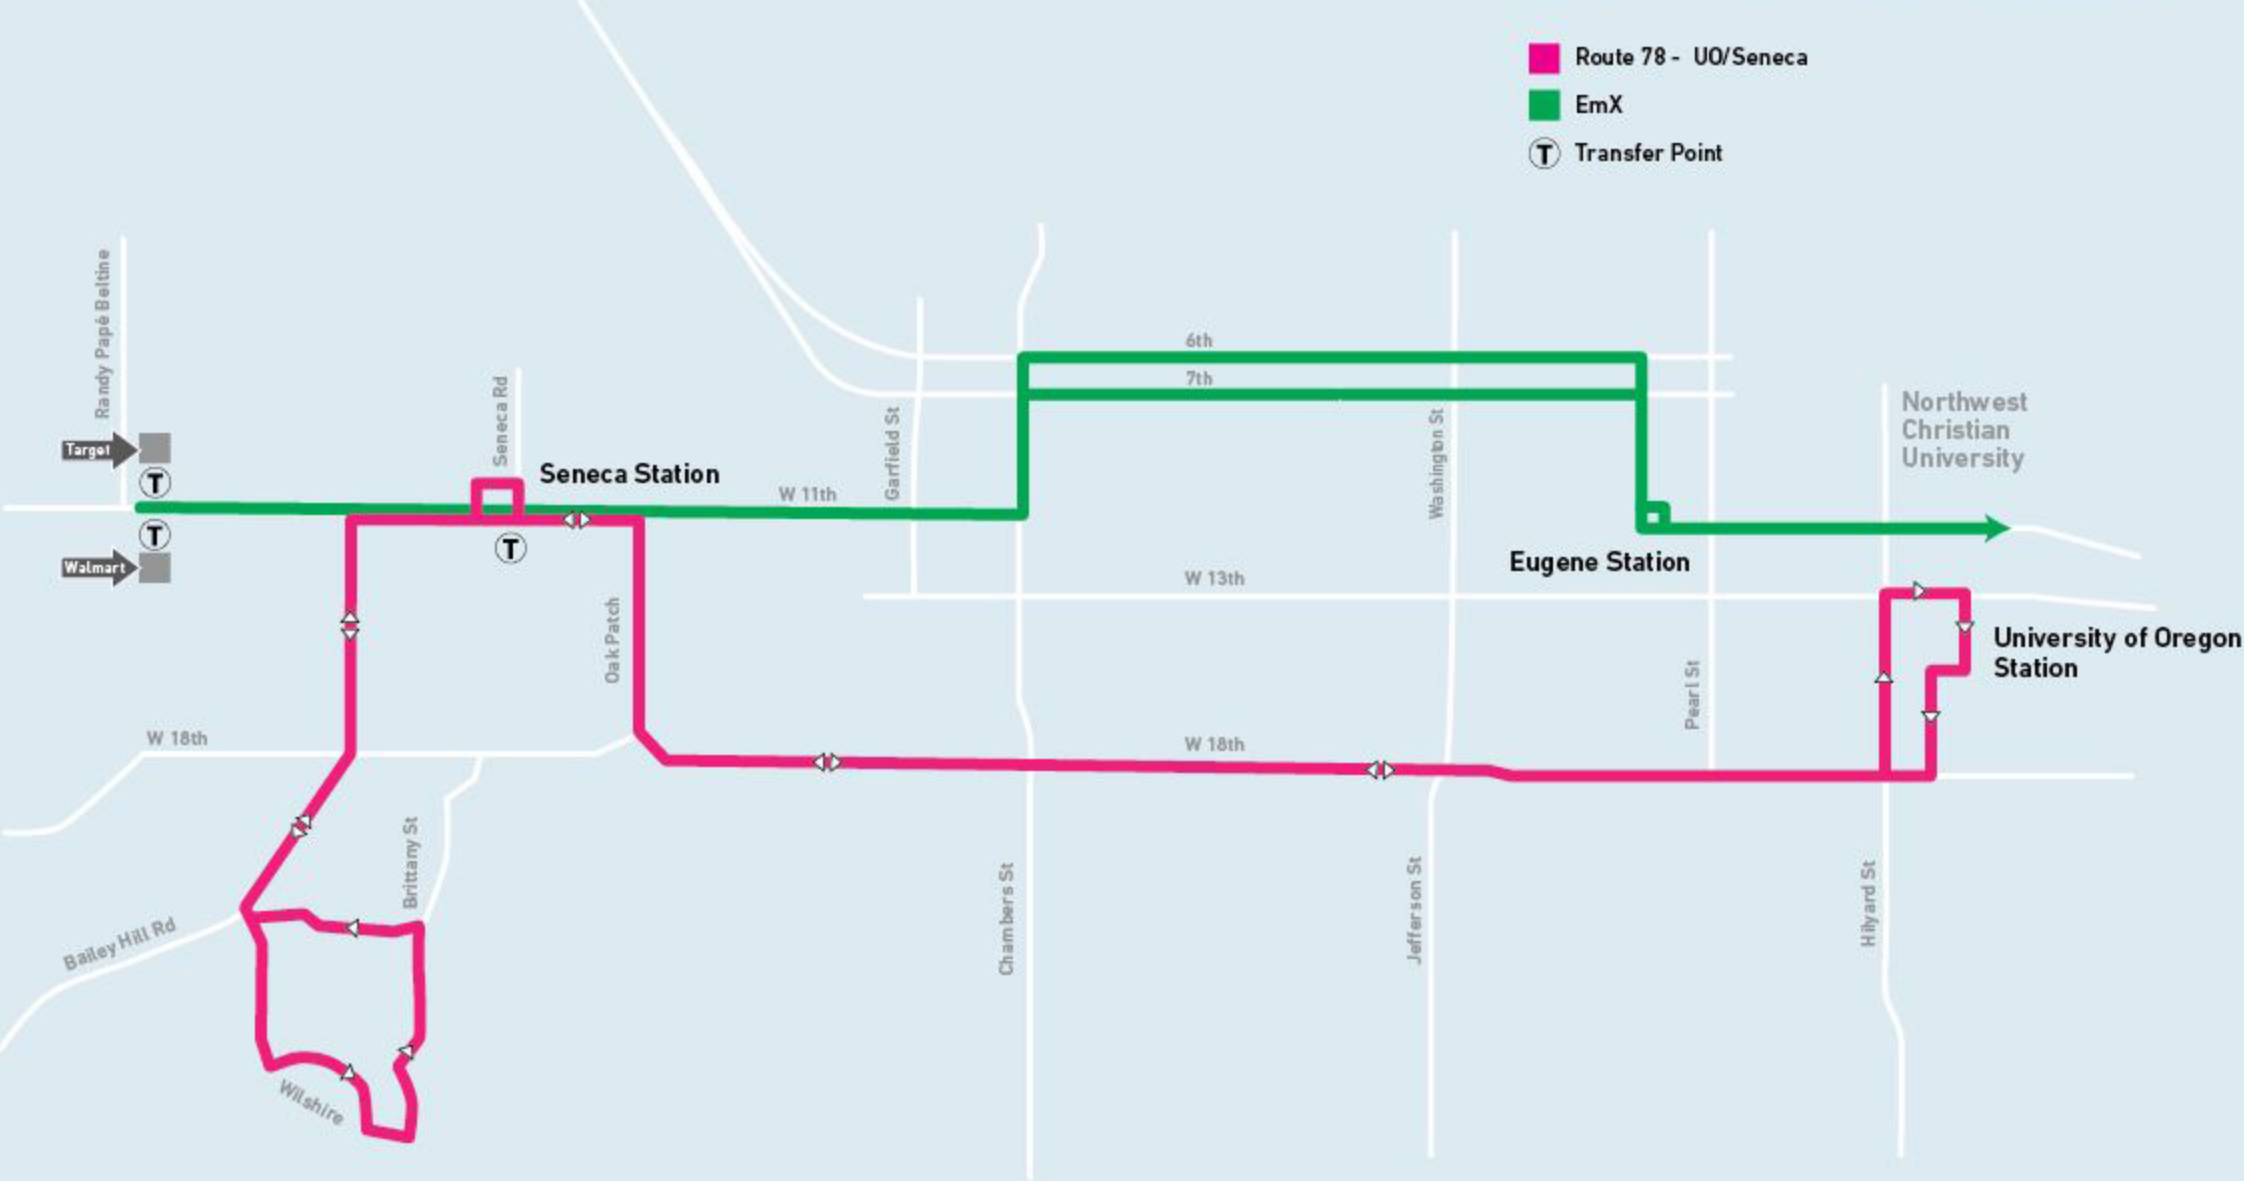 Route 78 - UO/Seneca
EmX
T Transfer Point
Randy Papé Beltine
Seneca Rd
6th
7th
Garfield St
Washington St
Northwest
Christian
University
Target
T
Seneca Station
W 11th
T
Walmart
T
Eugene Station
W 13th
Oak Patch
University of Oregon
Station
Pearl St
W 18th
W 18th
Brittany St
Bailey Hill Rd
Chambers St
Jefferson St
Hilyard St
Wilshire